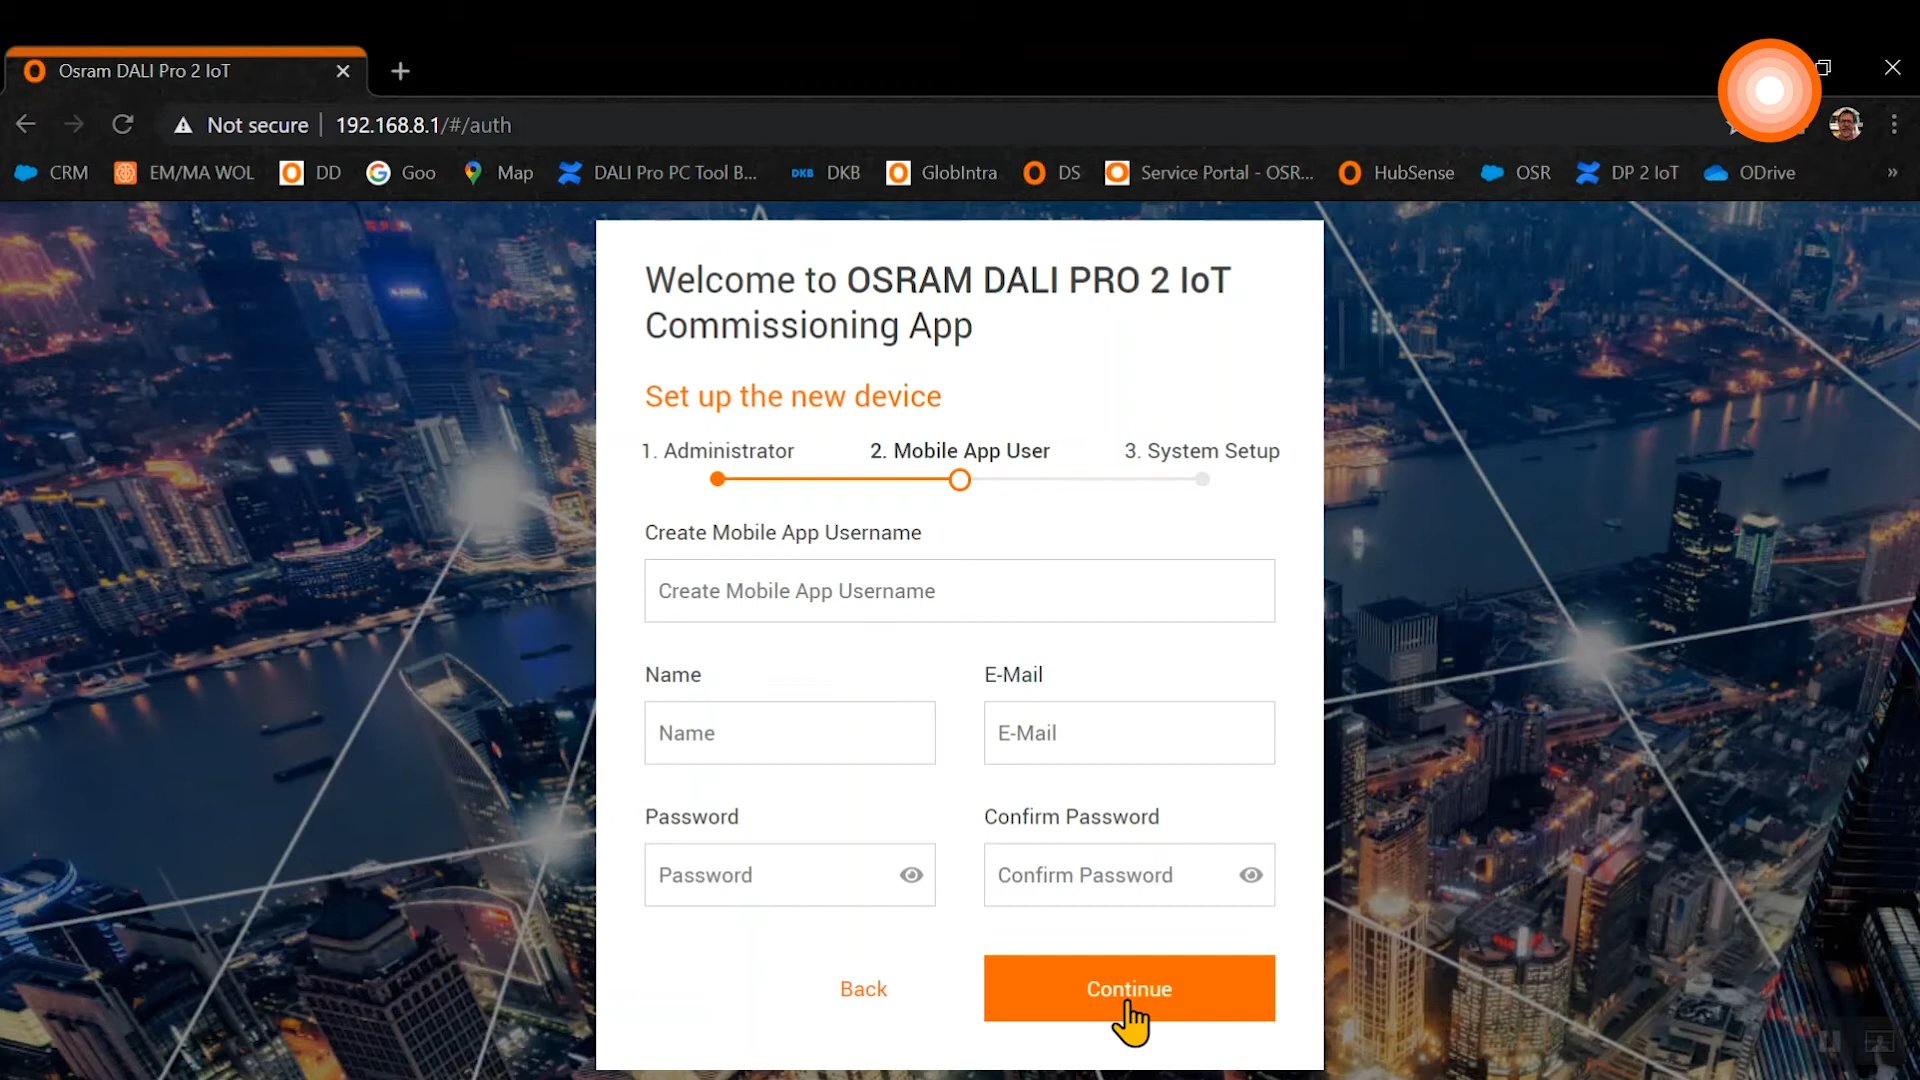 Osram DALI Pro 2 IoT
Not secure 192.168.8.1/#/auth
CRM EM/MA WOL DD Goo Map DALI Pro PC Tool B... DKB DKB GlobIntra DS Service Portal - OSR... HubSense OSR DP 2 IoT ODrive »
Welcome to OSRAM DALI PRO 2 IoT
Commissioning App
Set up the new device
1. Administrator 2. Mobile App User 3. System Setup
Create Mobile App Username
Create Mobile App Username
Name E-Mail
Name E-Mail
Password Confirm Password
Password Confirm Password
Back Continue